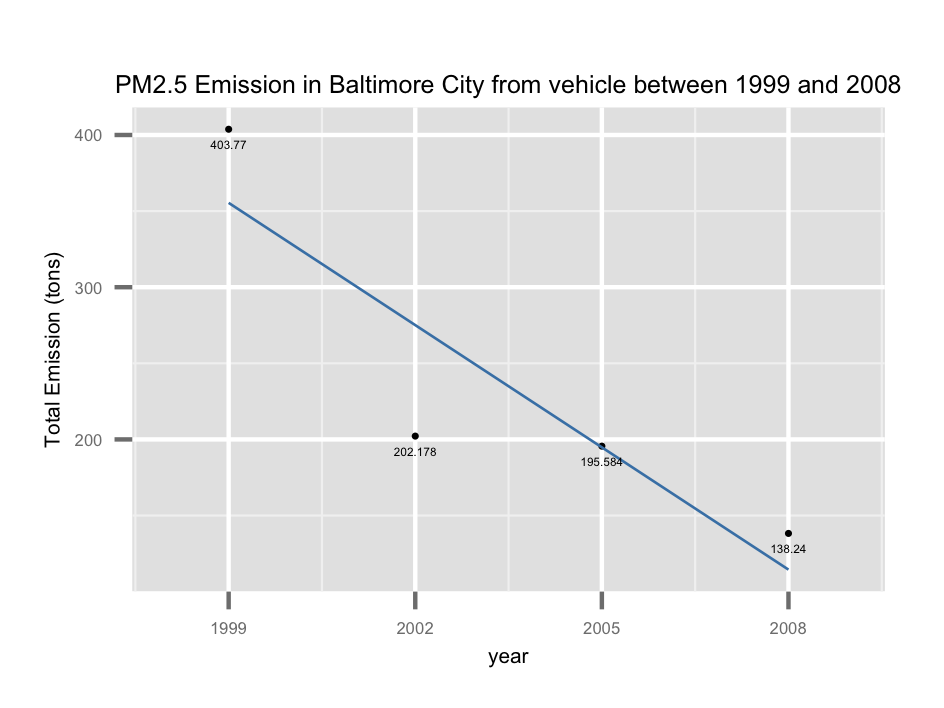 PM2.5 Emission in Baltimore City from vehicle between 1999 and 2008
Total Emission (tons)
400
300
200
403.77
202.178
195.584
138.24
1999 2002 2005 2008
year